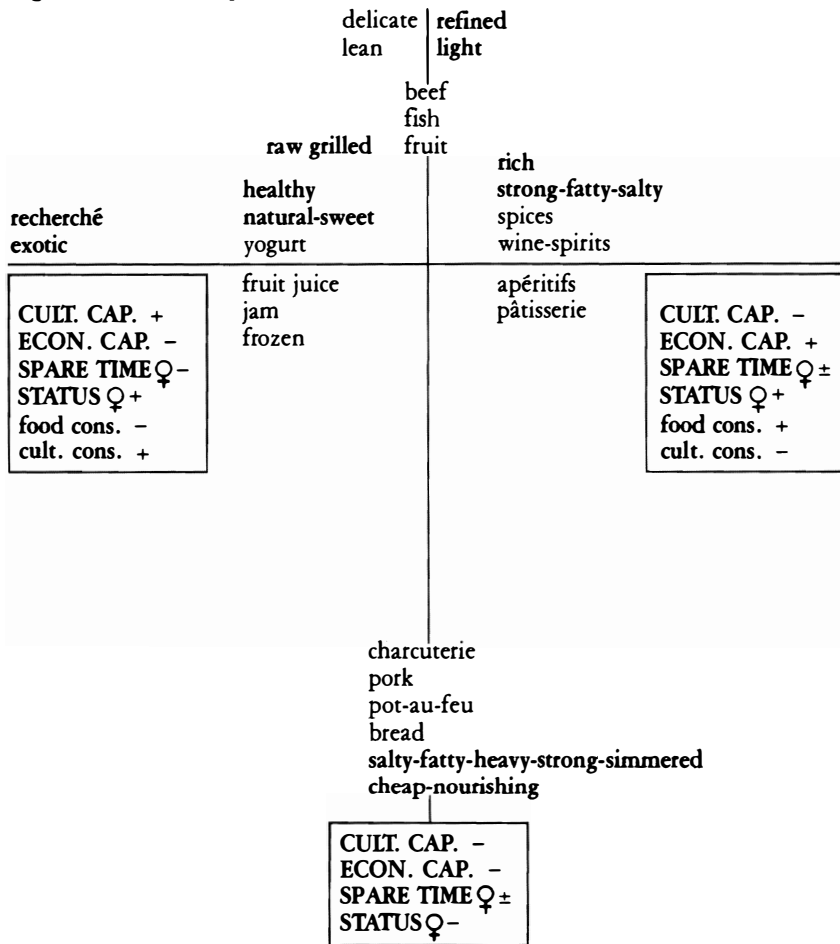 delicate refined
lean light
beef
fish
raw grilled fruit
rich
healthy strong-fatty-salty
recherché natural-sweet spices
exotic yogurt wine-spirits
fruit juice apéritifs
jam pâtisserie
frozen
CULT. CAP. +
ECON. CAP. −
SPARE TIME ♀ −
STATUS ♀ +
food cons. −
cult. cons. +
CULT. CAP. −
ECON. CAP. +
SPARE TIME ♀ ±
STATUS ♀ +
food cons. +
cult. cons. −
charcuterie
pork
pot-au-feu
bread
salty-fatty-heavy-strong-simmered
cheap-nourishing
CULT. CAP. −
ECON. CAP. −
SPARE TIME ♀ ±
STATUS ♀ −